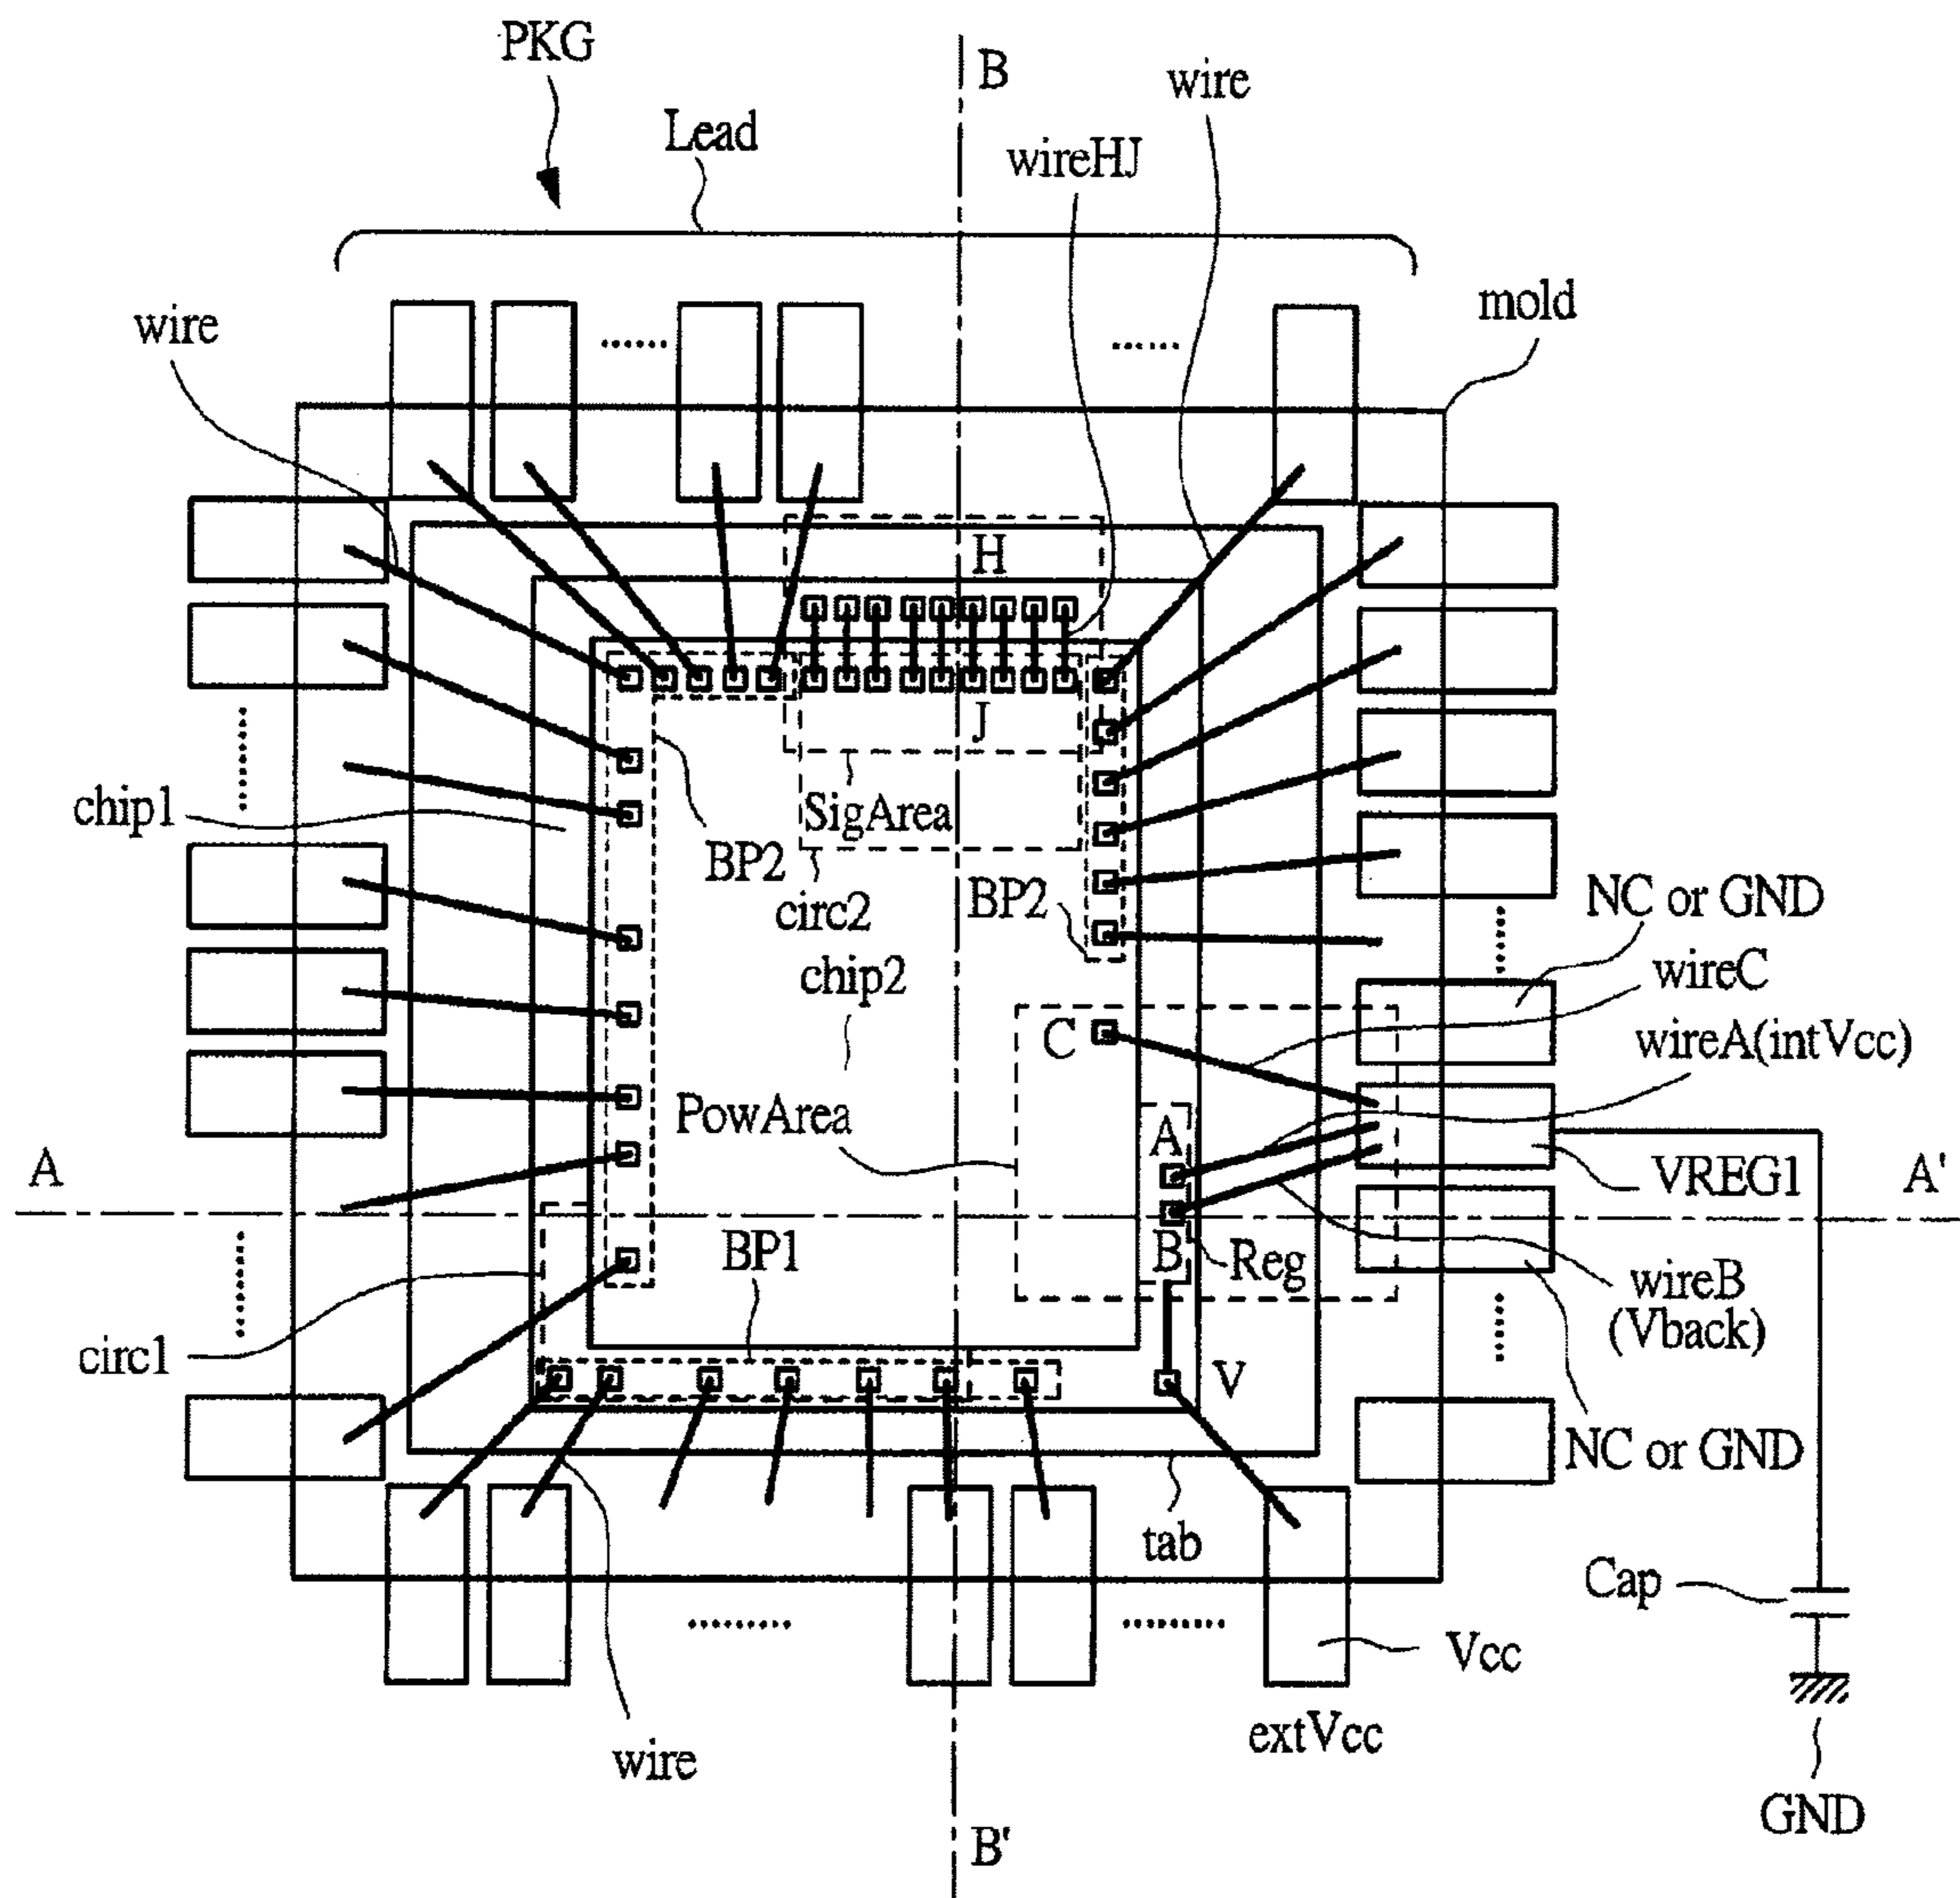 PKG
B
wire
Lead
wireHJ
mold
wire
H
J
chip1
SigArea
BP2
circ2
BP2
NC or GND
chip2
wireC
C
wireA(intVcc)
PowArea
A
VREG1
A
A'
BP1
B
Reg
wireB
(Vback)
circ1
V
NC or GND
tab
Cap
Vcc
extVcc
wire
GND
B'